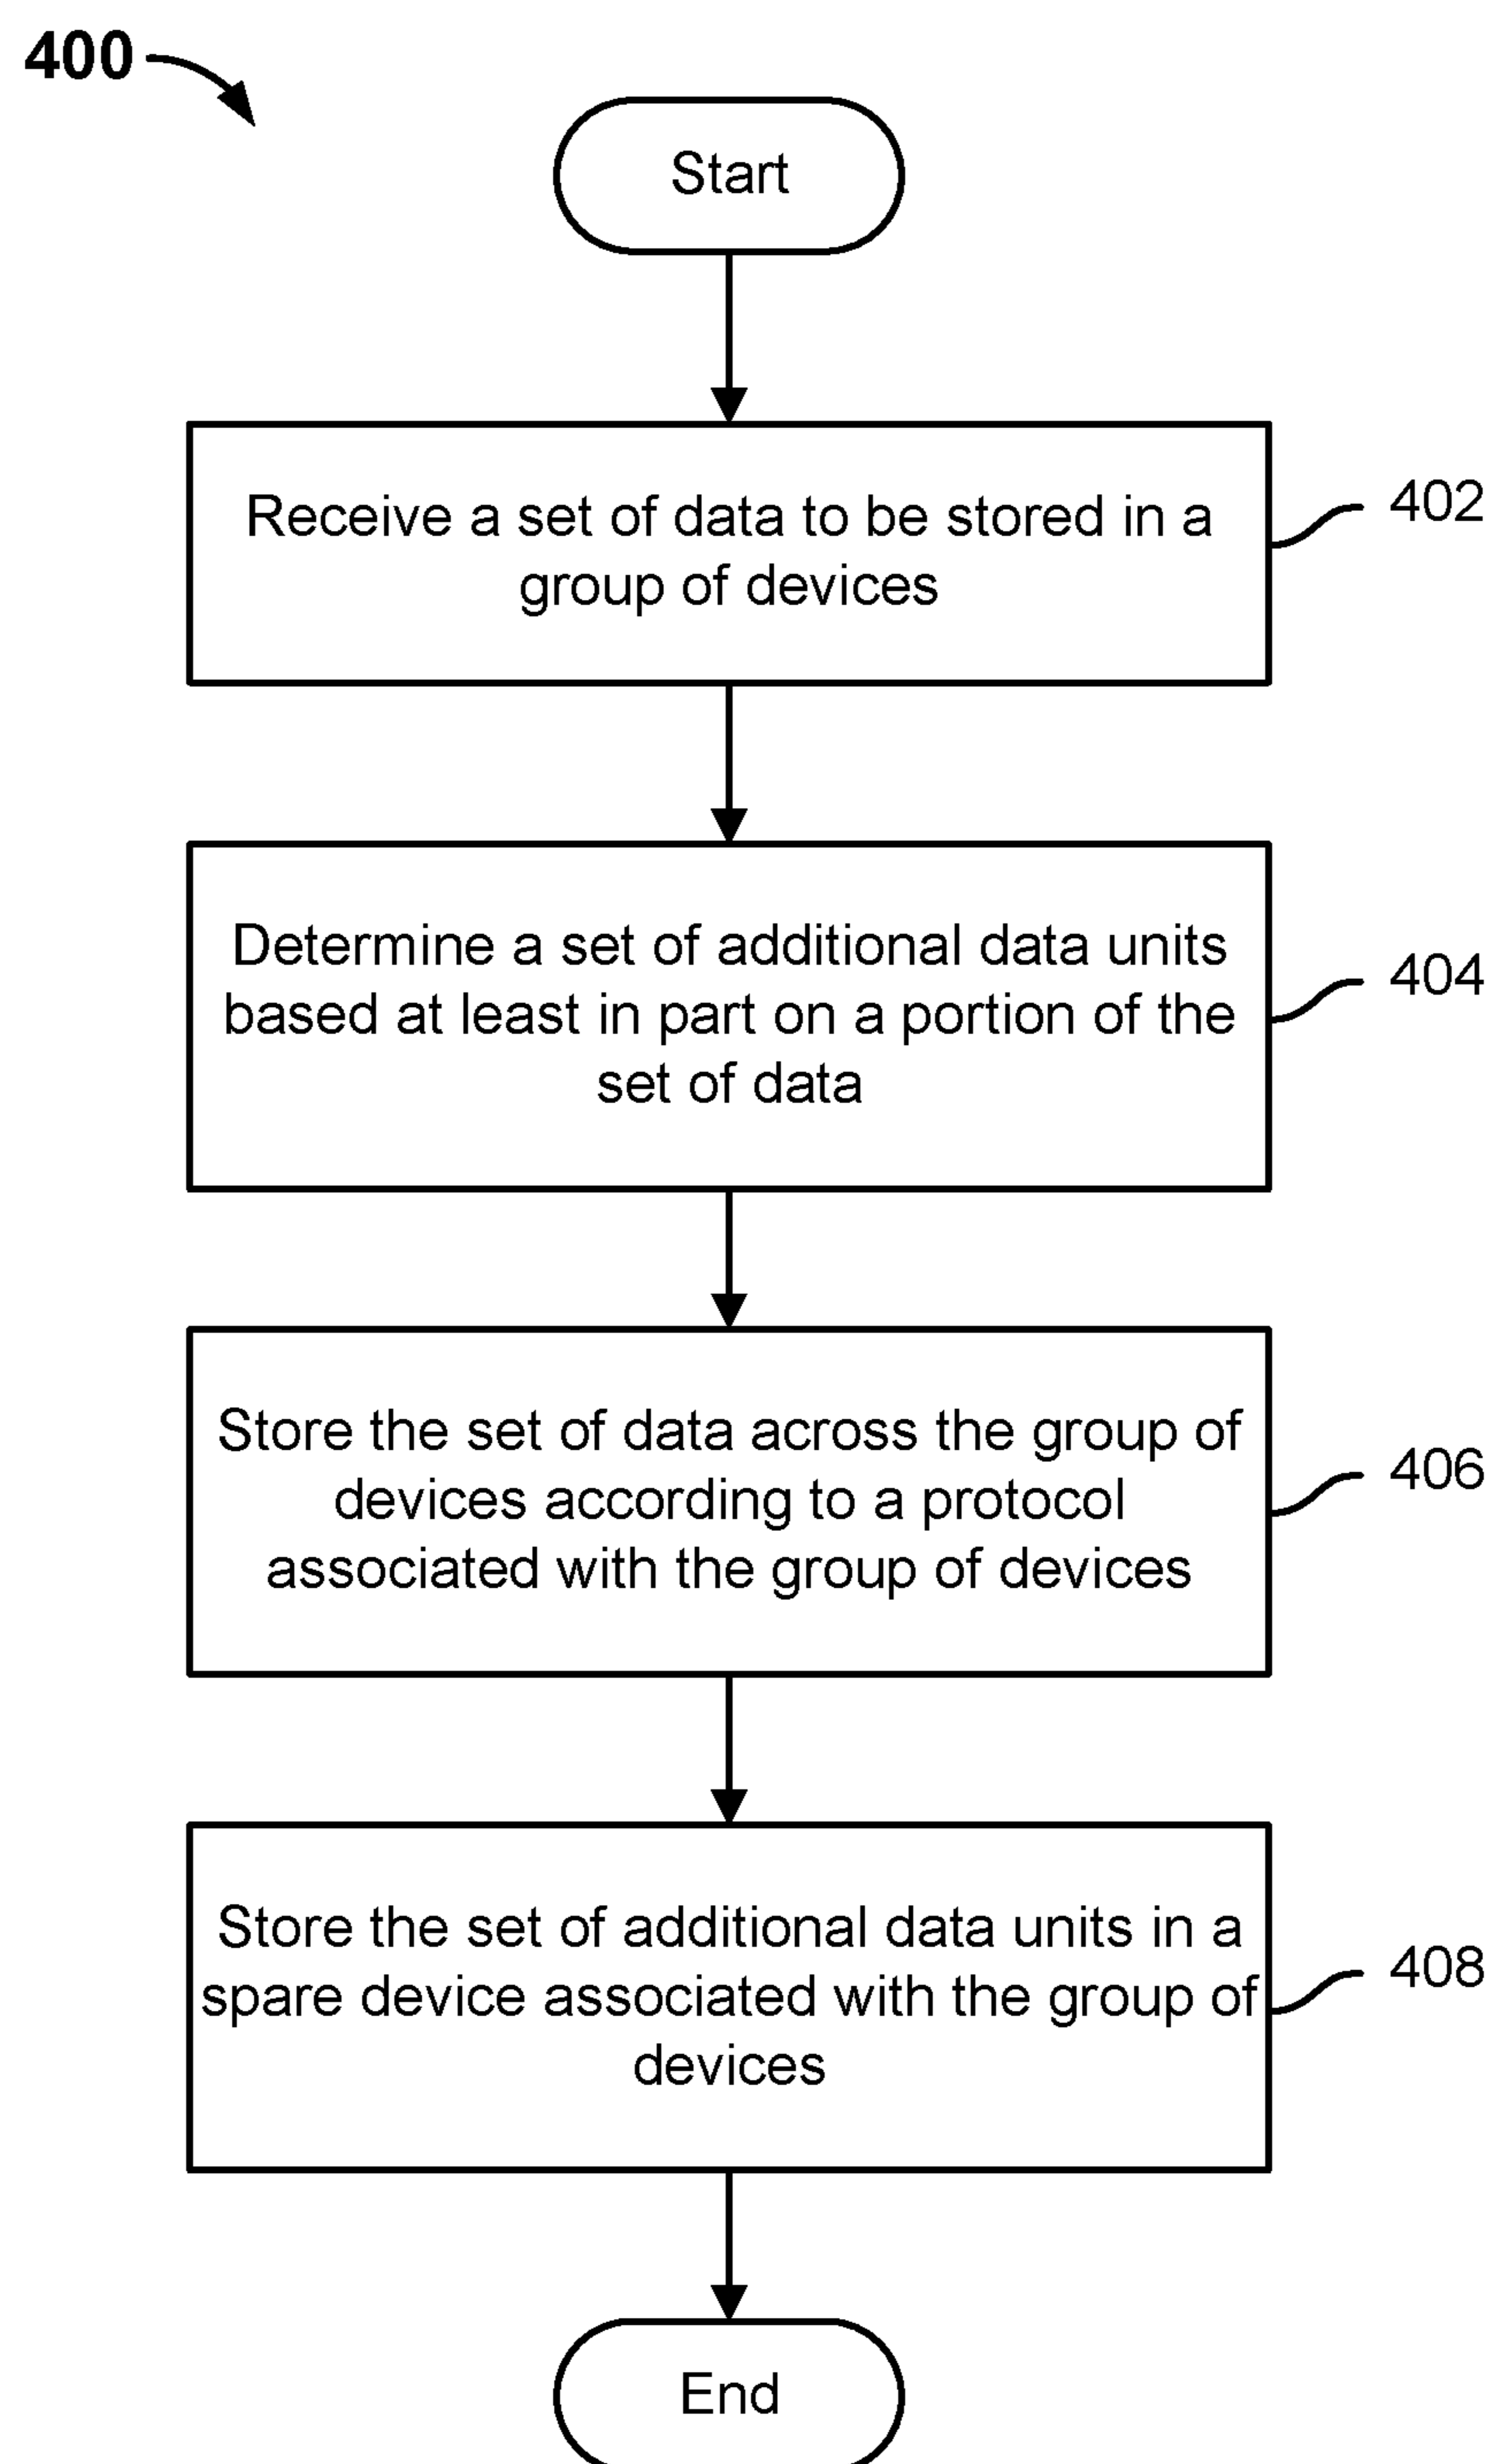 400
Start
Receive a set of data to be stored in a
group of devices
402
Determine a set of additional data units
based at least in part on a portion of the
set of data
404
Store the set of data across the group of
devices according to a protocol
associated with the group of devices
406
Store the set of additional data units in a
spare device associated with the group of
devices
408
End